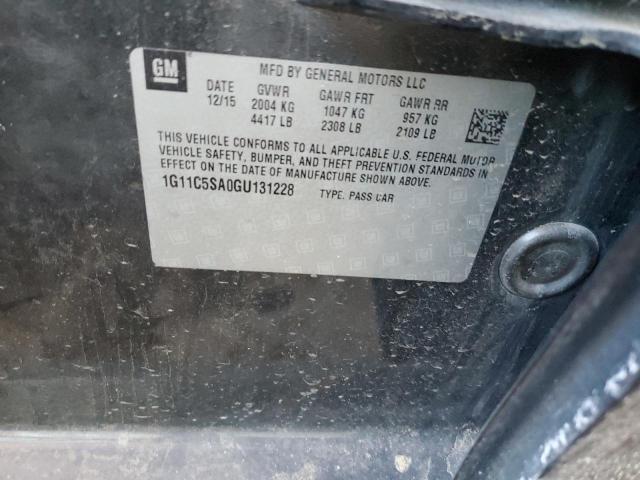 GM
MFD BY GENERAL MOTORS LLC
DATE GVWR GAWR FRT GAWR RR
12/15 2004 KG 1047 KG 957 KG
4417 LB 2308 LB 2109 LB
THIS VEHICLE CONFORMS TO ALL APPLICABLE U.S. FEDERAL MOTOR
VEHICLE SAFETY, BUMPER, AND THEFT PREVENTION STANDARDS IN
EFFECT ON THE DATE OF MANUFACTURE SHOWN ABOVE.
1G11C5SA0GU131228 TYPE: PASS CAR